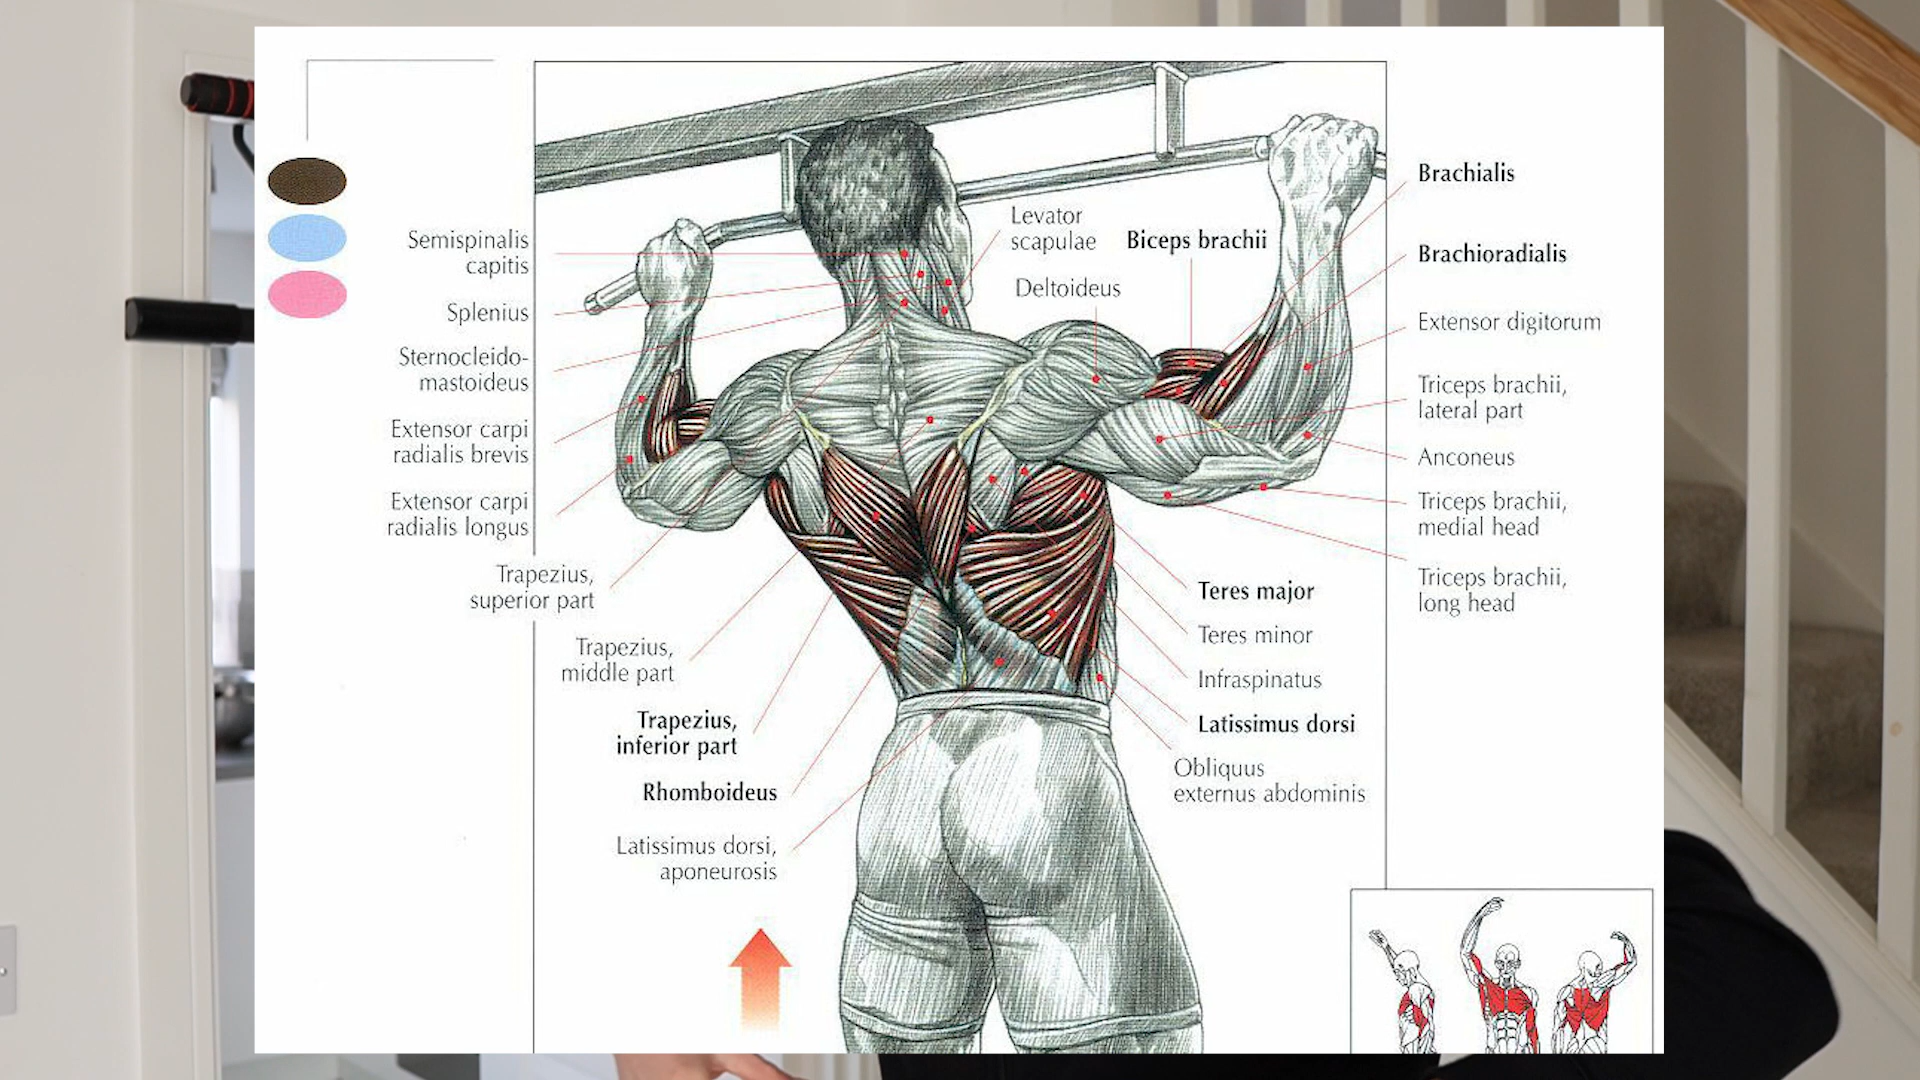 Semispinalis
capitis
Splenius
Sternocleido-
mastoideus
Extensor carpi
radialis brevis
Extensor carpi
radialis longus
Trapezius,
superior part
Trapezius,
middle part
Trapezius,
inferior part
Rhomboideus
Latissimus dorsi,
aponeurosis
Levator
scapulae
Biceps brachii
Deltoideus
Brachialis
Brachioradialis
Extensor digitorum
Triceps brachii,
lateral part
Anconeus
Triceps brachii,
medial head
Triceps brachii,
long head
Teres major
Teres minor
Infraspinatus
Latissimus dorsi
Obliquus
externus abdominis